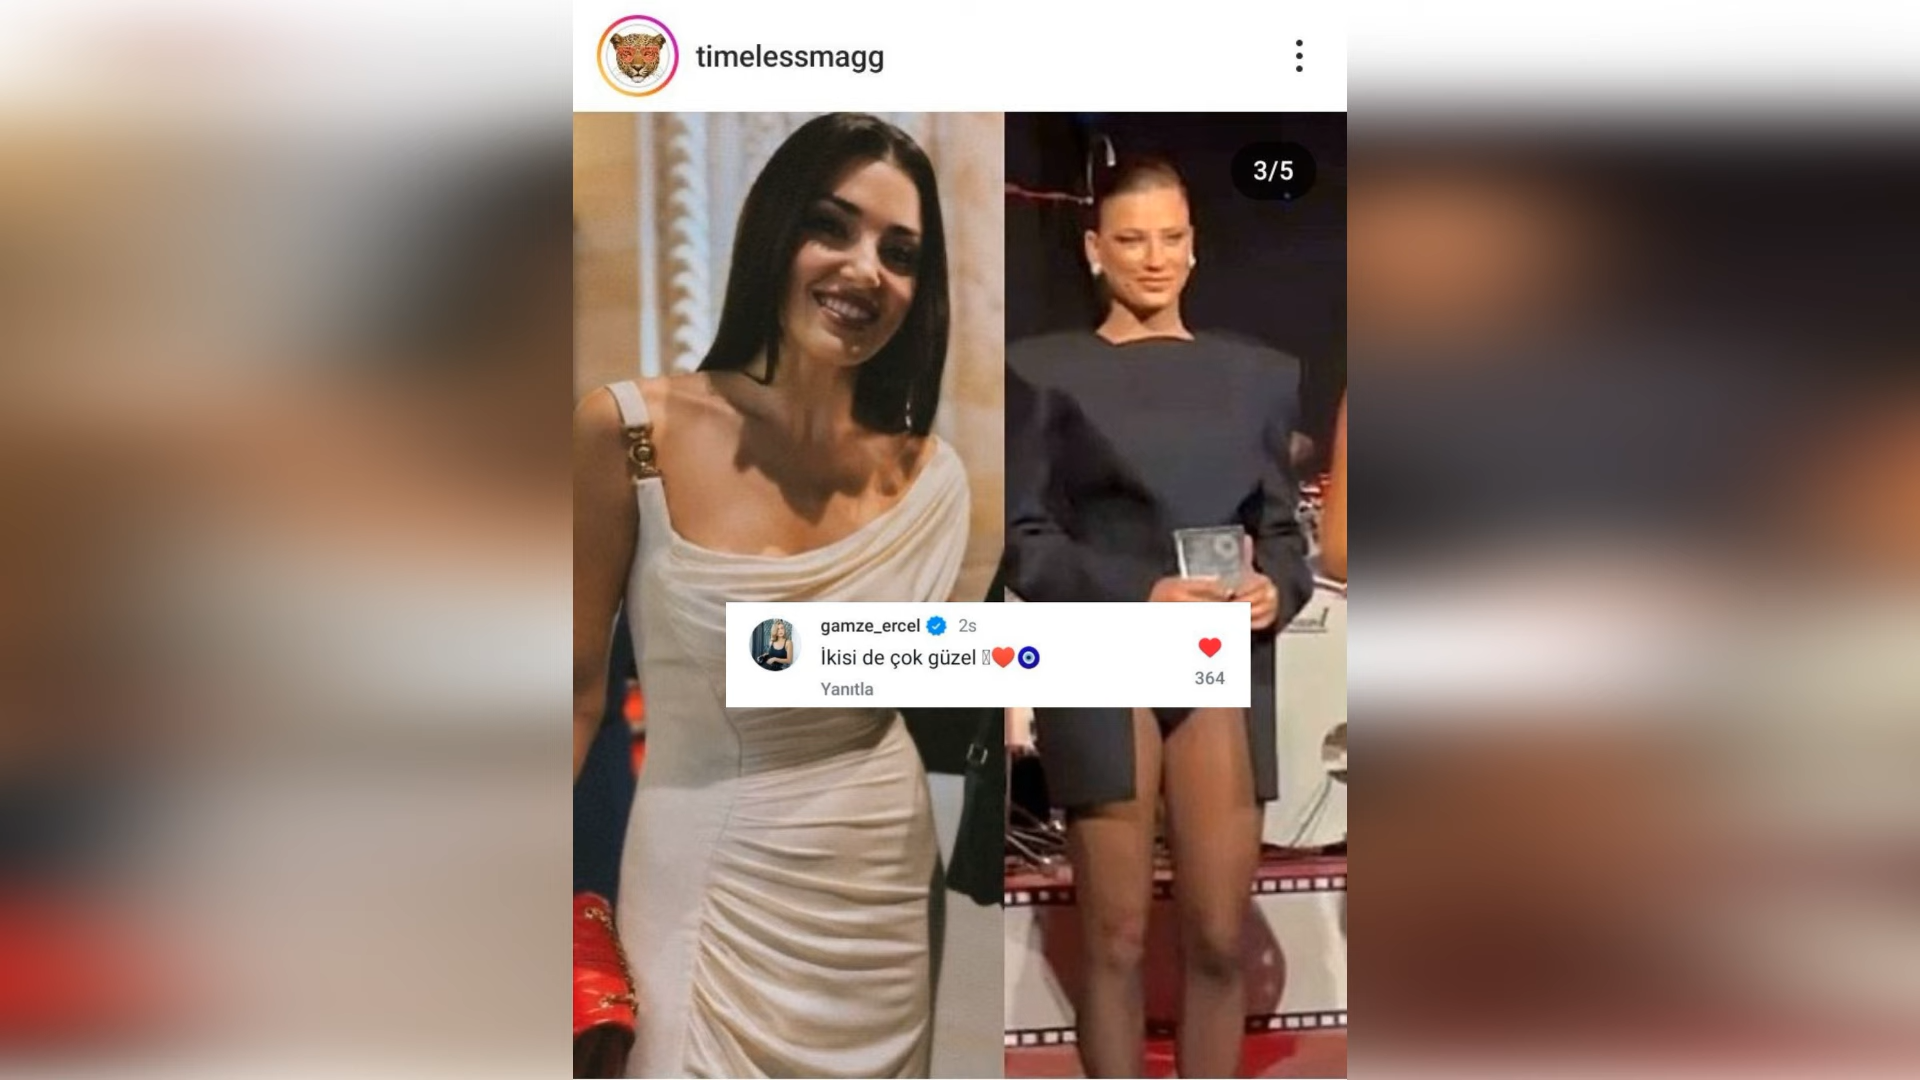 timelessmagg
3/5
gamze_ercel 2s
İkisi de çok güzel ❤️🧿
364
Yanıtla